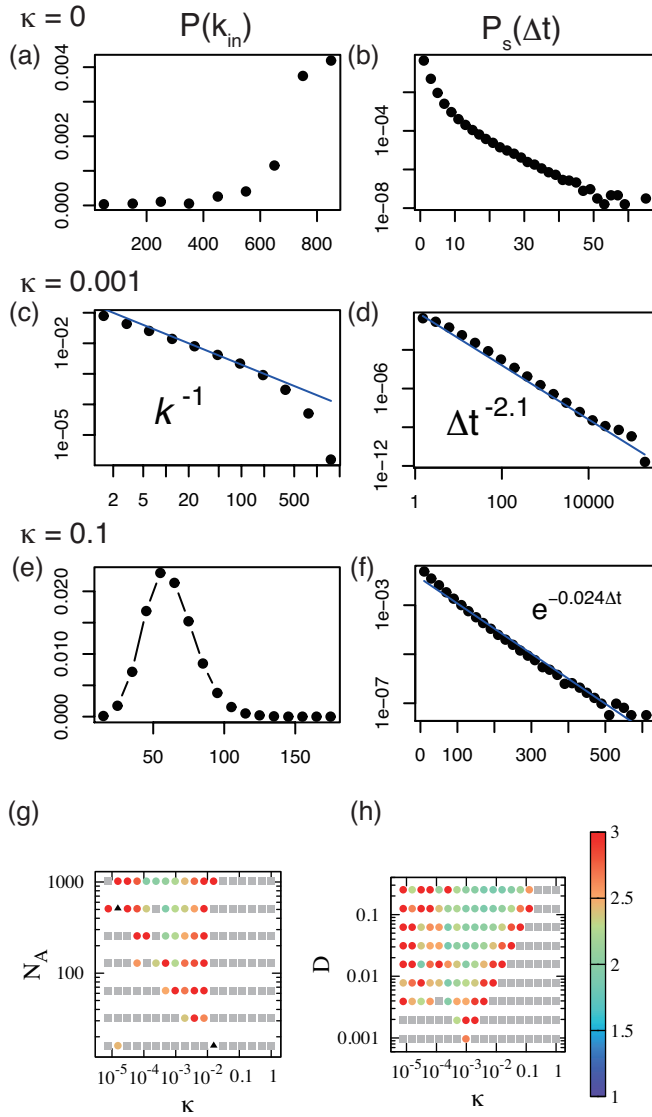 κ = 0
P(k_in)
P_s(Δt)
(a)
0.004
0.002
0.000
200 400 600 800
(b)
1e-04
1e-08
0 10 30 50
κ = 0.001
(c)
1e-02
1e-05
k^-1
2 5 20 100 500
(d)
1e-06
1e-12
Δt^-2.1
1 100 10000
κ = 0.1
(e)
0.020
0.010
0.000
50 100 150
(f)
1e-03
1e-07
e^-0.024Δt
0 100 300 500
(g)
N_A
1000
100
10^-5 10^-4 10^-3 10^-2 0.1 1
κ
(h)
D
0.1
0.01
0.001
10^-5 10^-4 10^-3 10^-2 0.1 1
κ
3
2.5
2
1.5
1